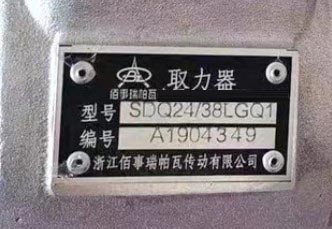 取力器
佰事瑞帕瓦
型号 SDQ24/38LGQ1
编号 A1904349
浙江佰事瑞帕瓦传动有限公司